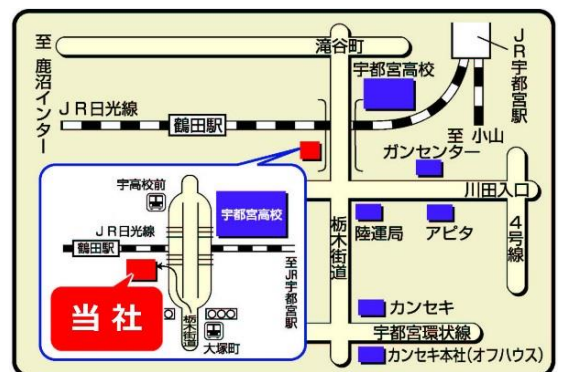 至 鹿沼インター
滝谷町
JR宇都宮駅
宇都宮高校
JR日光線
鶴田駅
至 小山
ガンセンター
川田入口
4号線
栃木街道
陸運局
アピタ
カンセキ
宇都宮環状線
カンセキ本社(オフハウス)
宇高校前
宇都宮高校
JR日光線
鶴田駅
至JR宇都宮駅
当社
栃木街道
大塚町